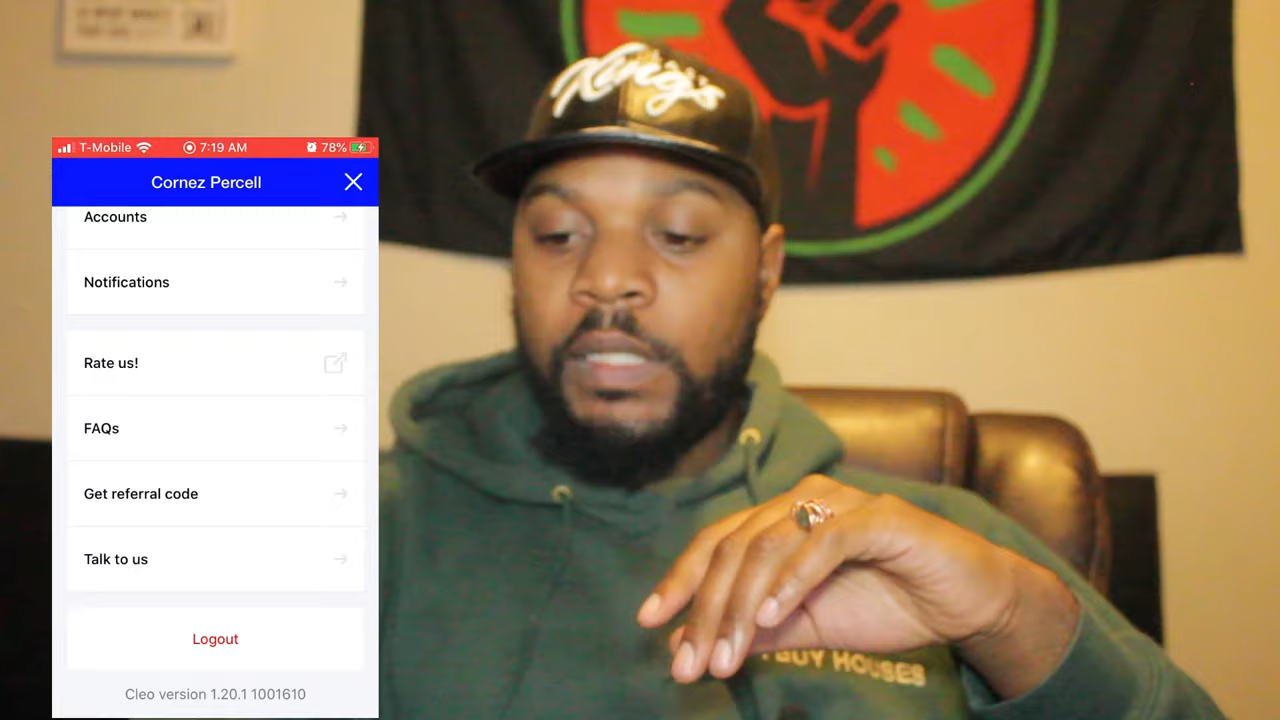 Kings
T-Mobile 7:19 AM 78%
Cornez Percell
Accounts
Notifications
Rate us!
FAQs
Get referral code
Talk to us
BUY HOUSES
Logout
Cleo version 1.20.1 1001610